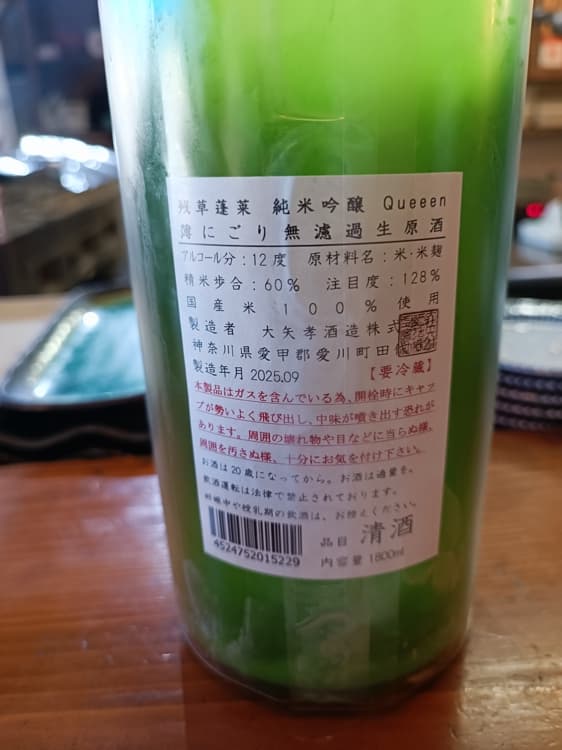 残草蓬莱 純米吟醸 Queeen
薄にごり無濾過生原酒
アルコール分:12度 原材料名:米・米麹
精米歩合:60% 注目度:128%
国産米100%使用
製造者 大矢孝酒造株式
神奈川県愛甲郡愛川町田
製造年月 2025.09 【要冷蔵】
本製品はガスを含んでいる為、開栓時にキャッ
プが勢いよく飛び出し、中味が噴き出す恐れが
あります。周囲の壊れ物や目などに当らぬ様、
周囲を汚さぬ様、十分にお気を付け下さい。
お酒は20歳になってから。お酒は適量を。
飲酒運転は法律で禁止されております。
妊娠中や授乳期の飲酒は、お控えください。
品目 清酒
4524752015229 内容量 1800ml